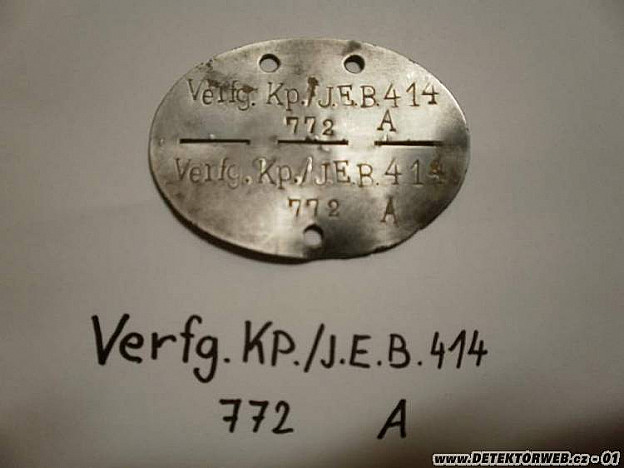 Verfg. Kp./J.E.B.414
772 A
Verfg. Kp./J.E.B.414
772 A
Verfg. KP./J.E.B. 414
772 A
www.DETEKTORWEB.cz - 01